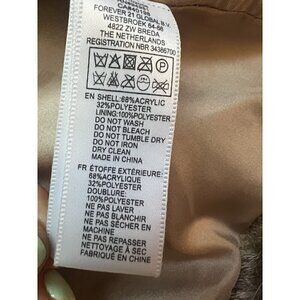 CA#40198
FOREVER 21 GLOBAL B.V.
WESTBROEK 64-66
4822 ZW BREDA
THE NETHERLANDS
REGISTRATION NBR 34366700
EN SHELL:68%ACRYLIC
32%POLYESTER
LINING:100%POLYESTER
DO NOT WASH
DO NOT BLEACH
DO NOT TUMBLE DRY
DO NOT IRON
DRY CLEAN
MADE IN CHINA
FR ÉTOFFE EXTÉRIEURE:
68%ACRYLIQUE
32%POLYESTER
DOUBLURE:
100%POLYESTER
NE PAS LAVER
NE PAS BLANCHIR
NE PAS SÉCHER EN
MACHINE
NE PAS REPASSER
NETTOYAGE À SEC
FABRIQUÉ EN CHINE